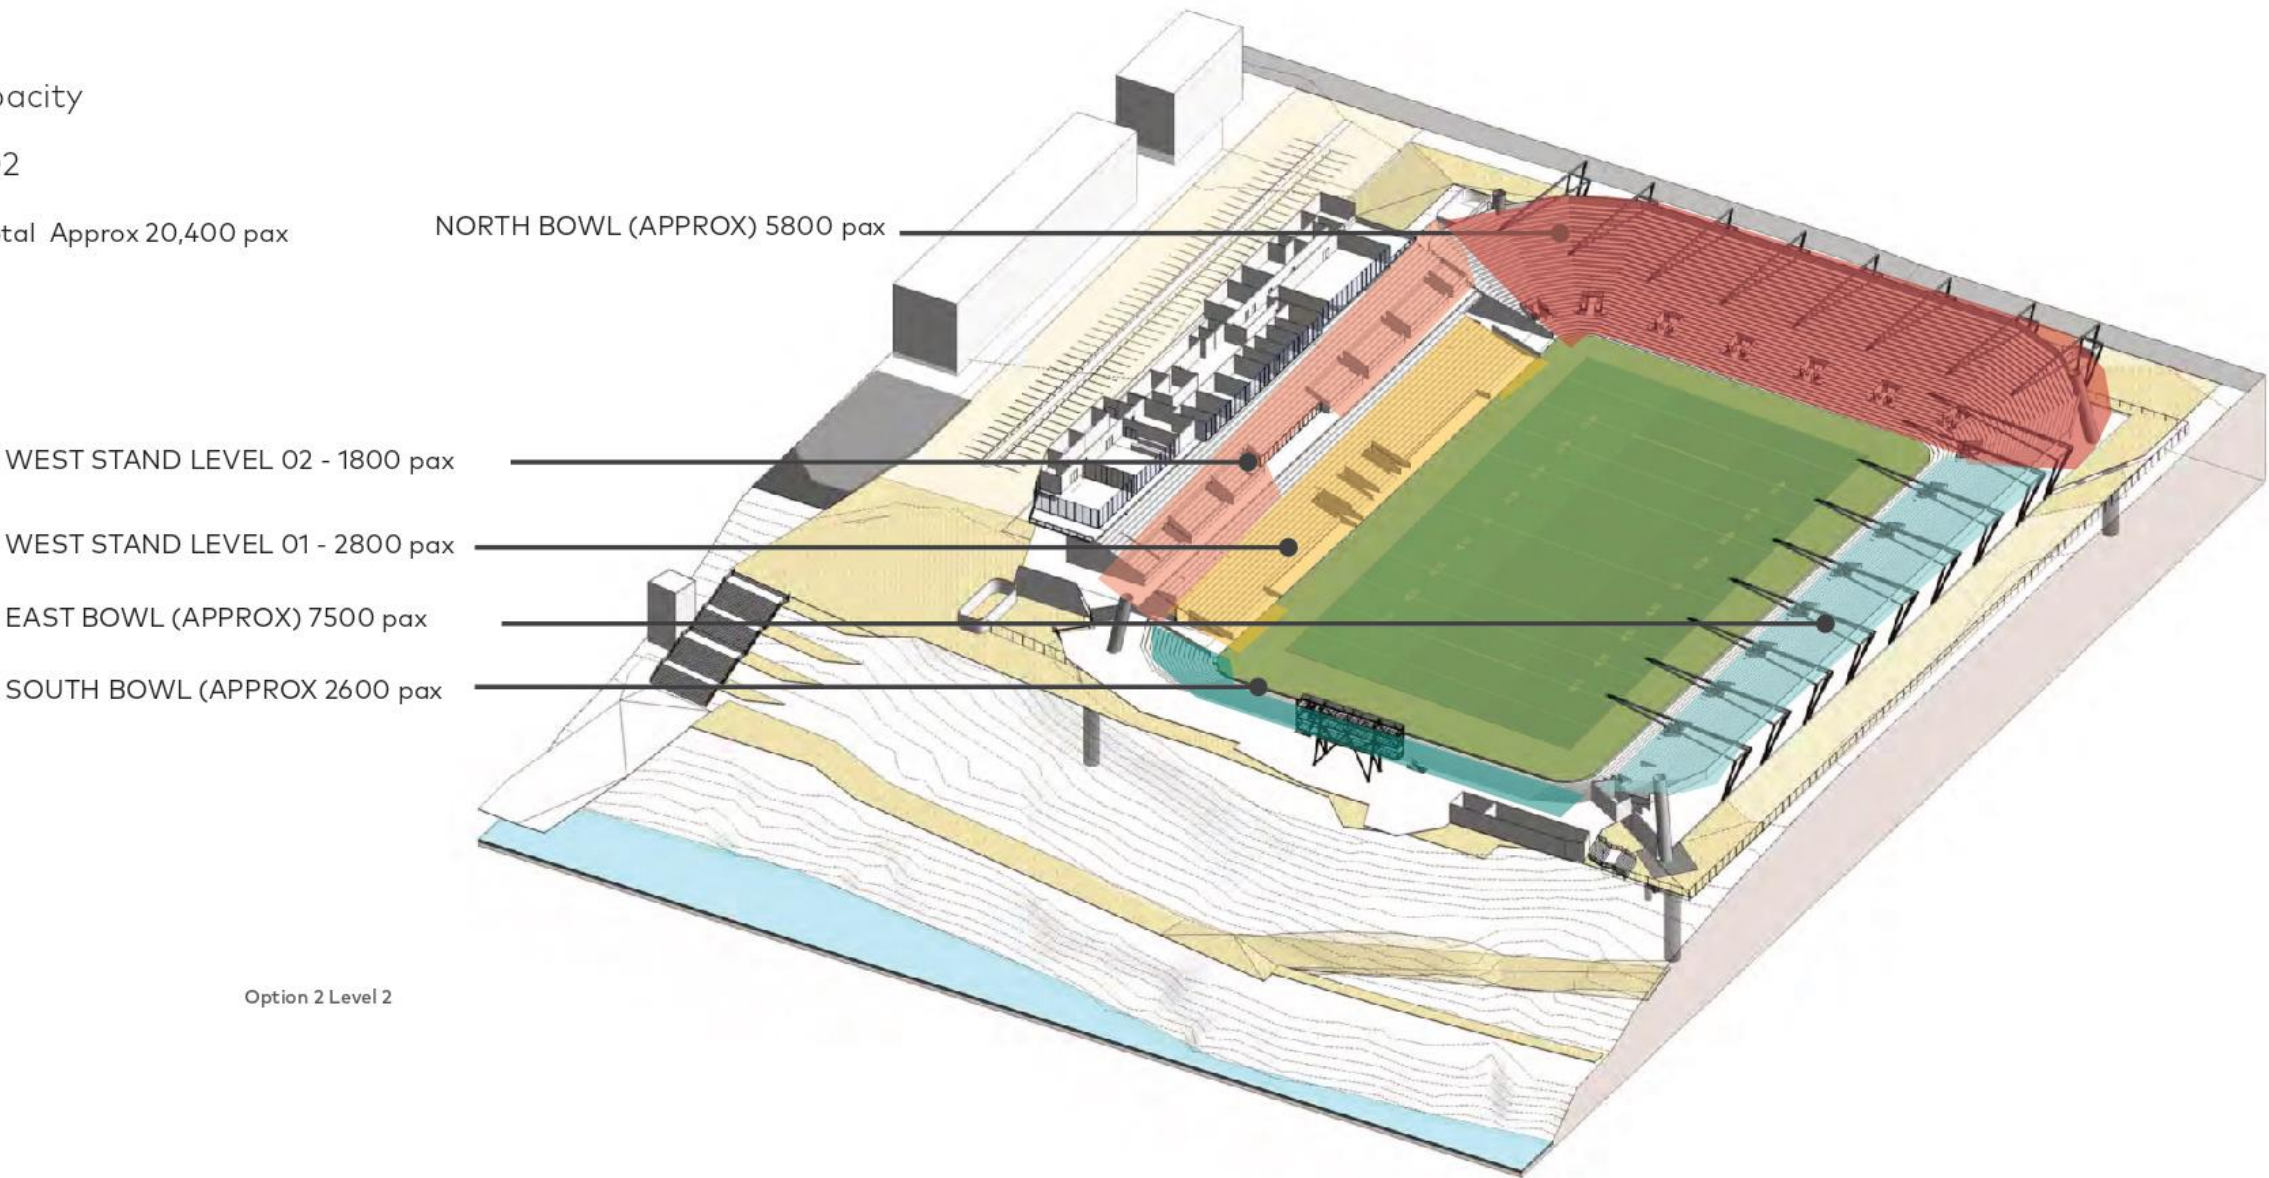 pacity
2
tal Approx 20,400 pax
NORTH BOWL (APPROX) 5800 pax
WEST STAND LEVEL 02 - 1800 pax
WEST STAND LEVEL 01 - 2800 pax
EAST BOWL (APPROX) 7500 pax
SOUTH BOWL (APPROX 2600 pax
Option 2 Level 2